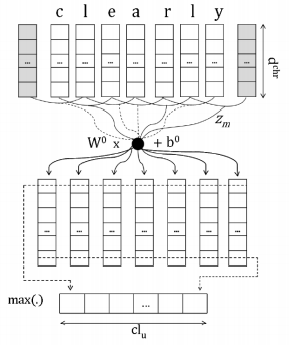 c l e a r l y
... ... ... ... ... ... ... ... ...
d^chr
z_m
W^0 x + b^0
... ... ... ... ... ... ...
max(.)
...
cl_u